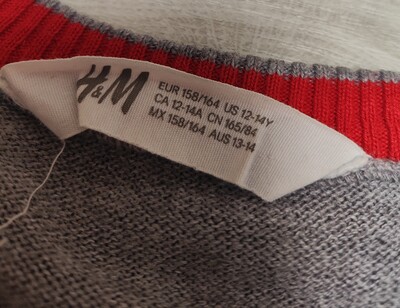 H&M
EUR 158/164 US 12-14Y
CA 12-14A CN 165/84
MX 158/164 AUS 13-14